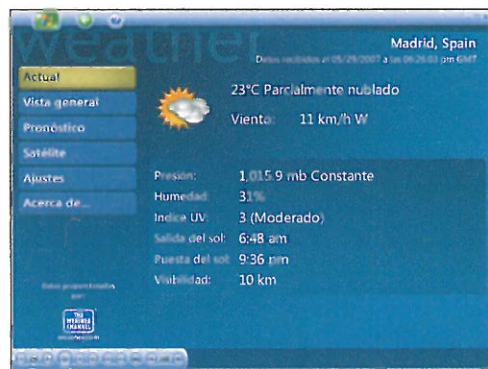 weather
Madrid, Spain
Datos recibidos el 05/29/2007 a las 06:26:03 pm GMT
Actual
Vista general
Pronóstico
Satélite
Ajustes
Acerca de...
23°C Parcialmente nublado
Viento: 11 km/h W
Presion: 1,015.9 mb Constante
Humedad: 31%
Indice UV: 3 (Moderado)
Salida del sol: 6:48 am
Puesta del sol: 9:36 pm
Visibilidad: 10 km
Datos proporcionados
por:
THE
WEATHER
CHANNEL